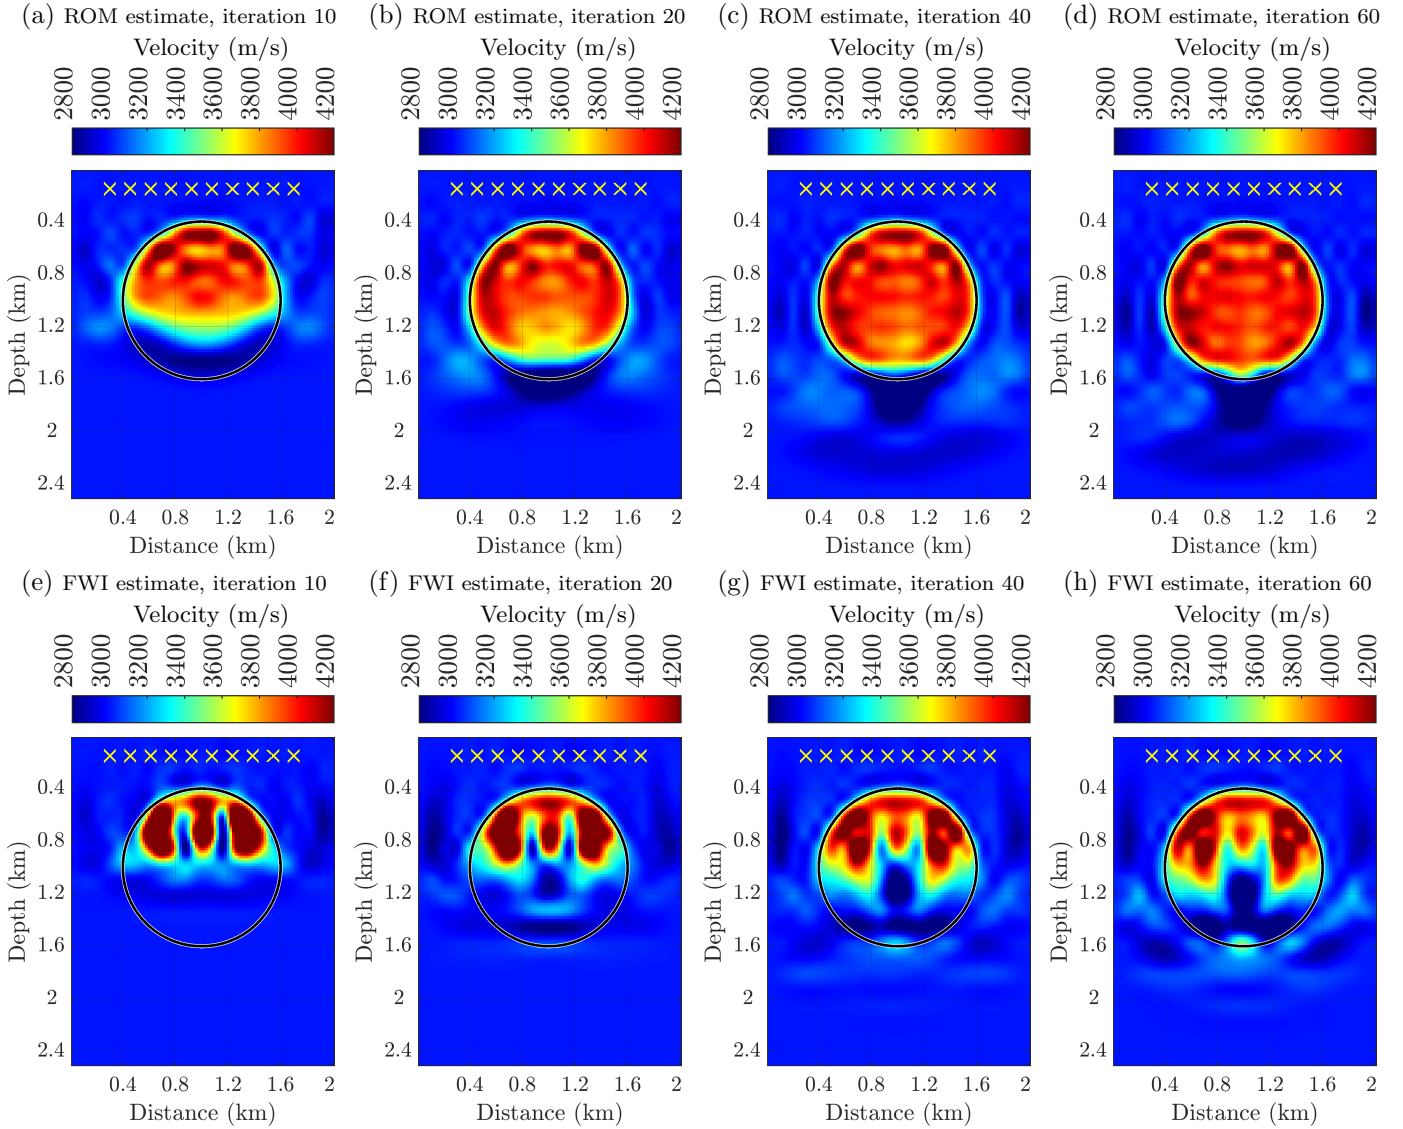 (a) ROM estimate, iteration 10
Velocity (m/s)
2800 3000 3200 3400 3600 3800 4000 4200
0.4
0.8
1.2
1.6
2
2.4
Depth (km)
0.4 0.8 1.2 1.6 2
Distance (km)
(b) ROM estimate, iteration 20
Velocity (m/s)
2800 3000 3200 3400 3600 3800 4000 4200
0.4
0.8
1.2
1.6
2
2.4
Depth (km)
0.4 0.8 1.2 1.6 2
Distance (km)
(c) ROM estimate, iteration 40
Velocity (m/s)
2800 3000 3200 3400 3600 3800 4000 4200
0.4
0.8
1.2
1.6
2
2.4
Depth (km)
0.4 0.8 1.2 1.6 2
Distance (km)
(d) ROM estimate, iteration 60
Velocity (m/s)
2800 3000 3200 3400 3600 3800 4000 4200
0.4
0.8
1.2
1.6
2
2.4
Depth (km)
0.4 0.8 1.2 1.6 2
Distance (km)
(e) FWI estimate, iteration 10
Velocity (m/s)
2800 3000 3200 3400 3600 3800 4000 4200
0.4
0.8
1.2
1.6
2
2.4
Depth (km)
0.4 0.8 1.2 1.6 2
Distance (km)
(f) FWI estimate, iteration 20
Velocity (m/s)
2800 3000 3200 3400 3600 3800 4000 4200
0.4
0.8
1.2
1.6
2
2.4
Depth (km)
0.4 0.8 1.2 1.6 2
Distance (km)
(g) FWI estimate, iteration 40
Velocity (m/s)
2800 3000 3200 3400 3600 3800 4000 4200
0.4
0.8
1.2
1.6
2
2.4
Depth (km)
0.4 0.8 1.2 1.6 2
Distance (km)
(h) FWI estimate, iteration 60
Velocity (m/s)
2800 3000 3200 3400 3600 3800 4000 4200
0.4
0.8
1.2
1.6
2
2.4
Depth (km)
0.4 0.8 1.2 1.6 2
Distance (km)